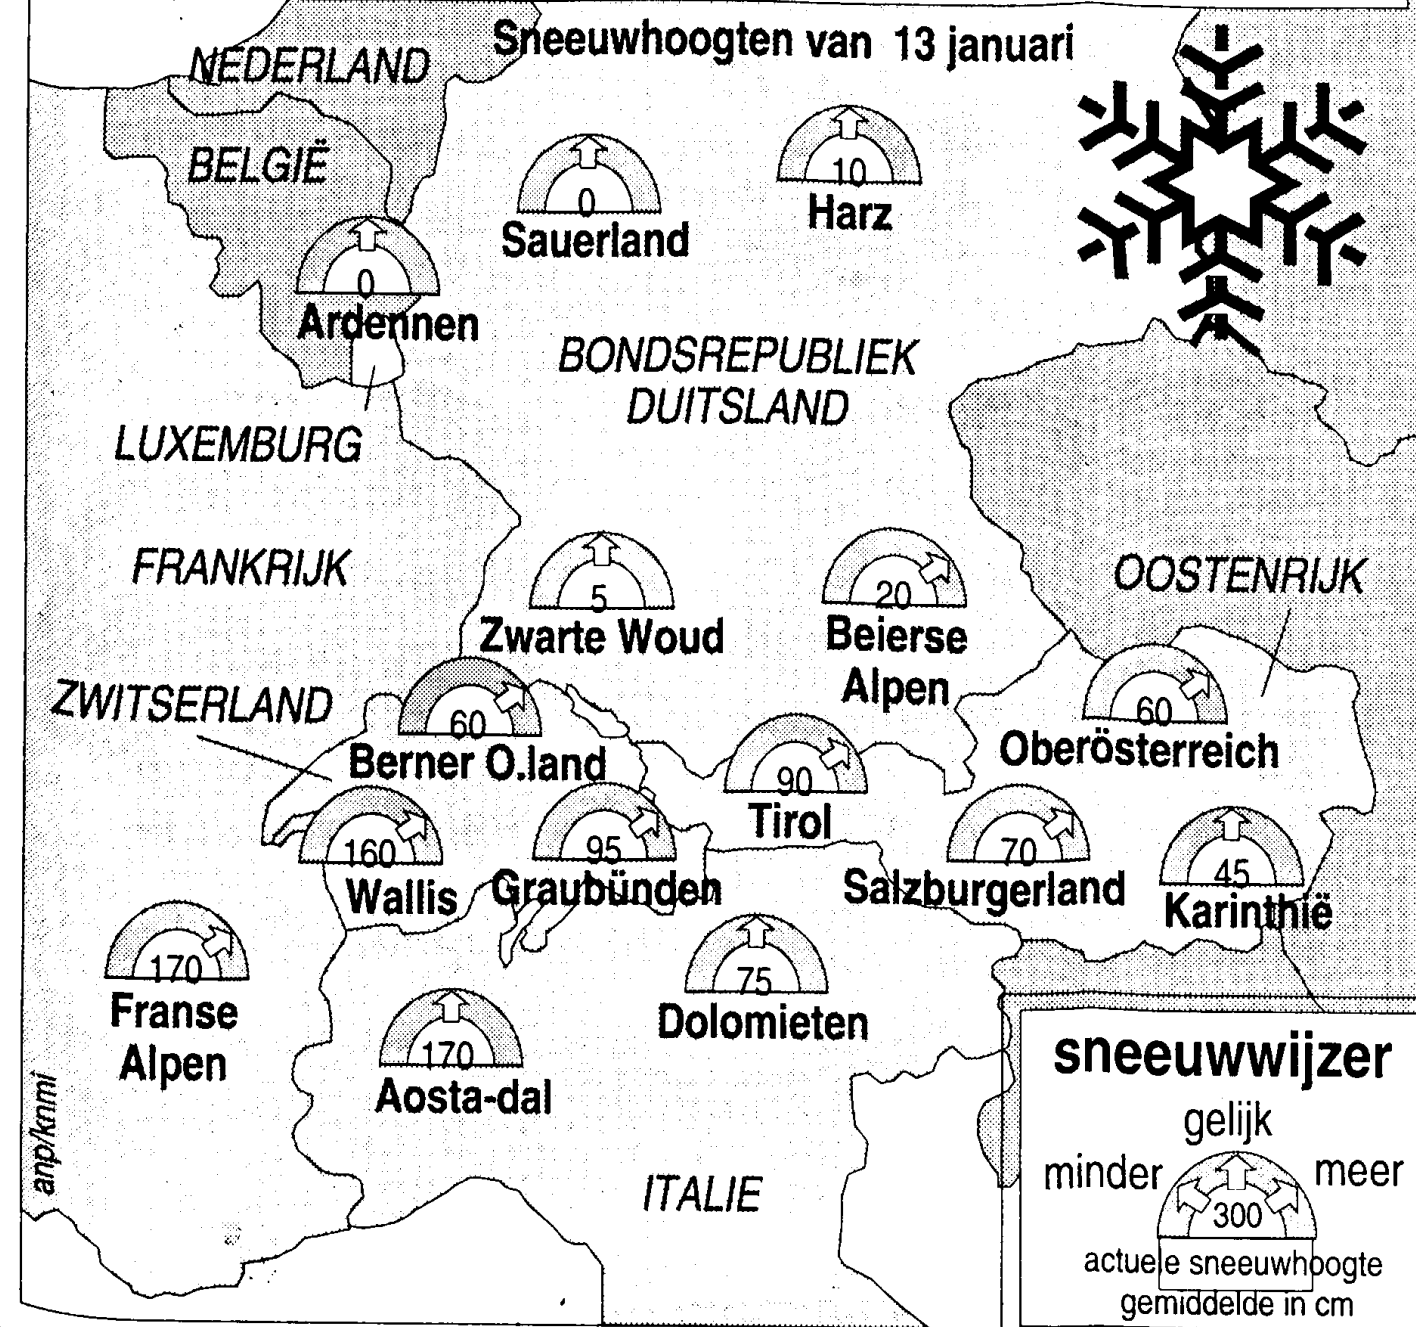 Sneeuwhoogten van 13 januari
NEDERLAND
BELGIË
10
Harz
0
Sauerland
0
Ardennen
BONDSREPUBLIEK
DUITSLAND
LUXEMBURG
FRANKRIJK
OOSTENRIJK
5
Zwarte Woud
20
Beierse
Alpen
ZWITSERLAND
60
Berner O.land
60
Oberösterreich
90
Tirol
160
Wallis
95
Graubünden
70
Salzburgerland
45
Karinthië
170
Franse
Alpen
75
Dolomieten
170
Aosta-dal
ITALIE
anp/knmi
sneeuwwijzer
gelijk
minder meer
300
actuele sneeuwhoogte
gemiddelde in cm